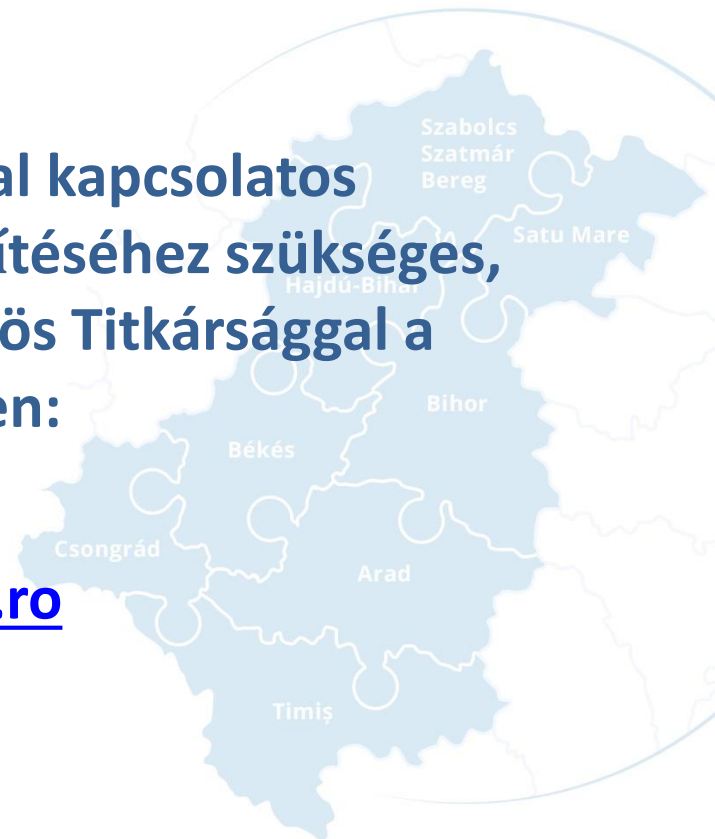 al kapcsolatos
ítéséhez szükséges,
ös Titkársággal a
en:
.ro
Szabolcs
Szatmár
Bereg
Satu Mare
Hajdú-Bihar
Bihor
Békés
Csongrád
Arad
Timiș